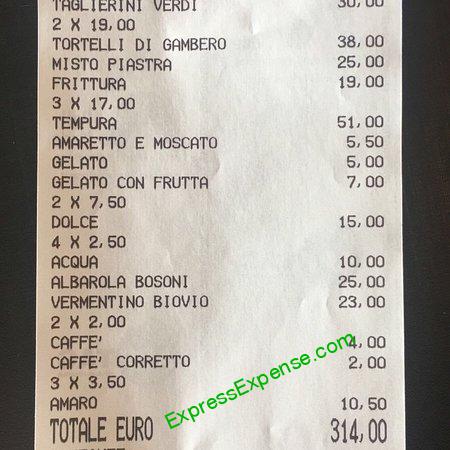 TAGLIERINI VERDI 30,00
2 X 19,00
TORTELLI DI GAMBERO 38,00
MISTO PIASTRA 25,00
FRITTURA 19,00
3 X 17,00
TEMPURA 51,00
AMARETTO E MOSCATO 5,50
GELATO 5,00
GELATO CON FRUTTA 7,00
2 X 7,50
DOLCE 15,00
4 X 2,50
ACQUA 10,00
ALBAROLA BOSONI 25,00
VERMENTINO BIOVIO 23,00
2 X 2,00
CAFFE' 4,00
CAFFE' CORRETTO 2,00
3 X 3,50
AMARO 10,50
TOTALE EURO 314,00
ExpressExpense.com